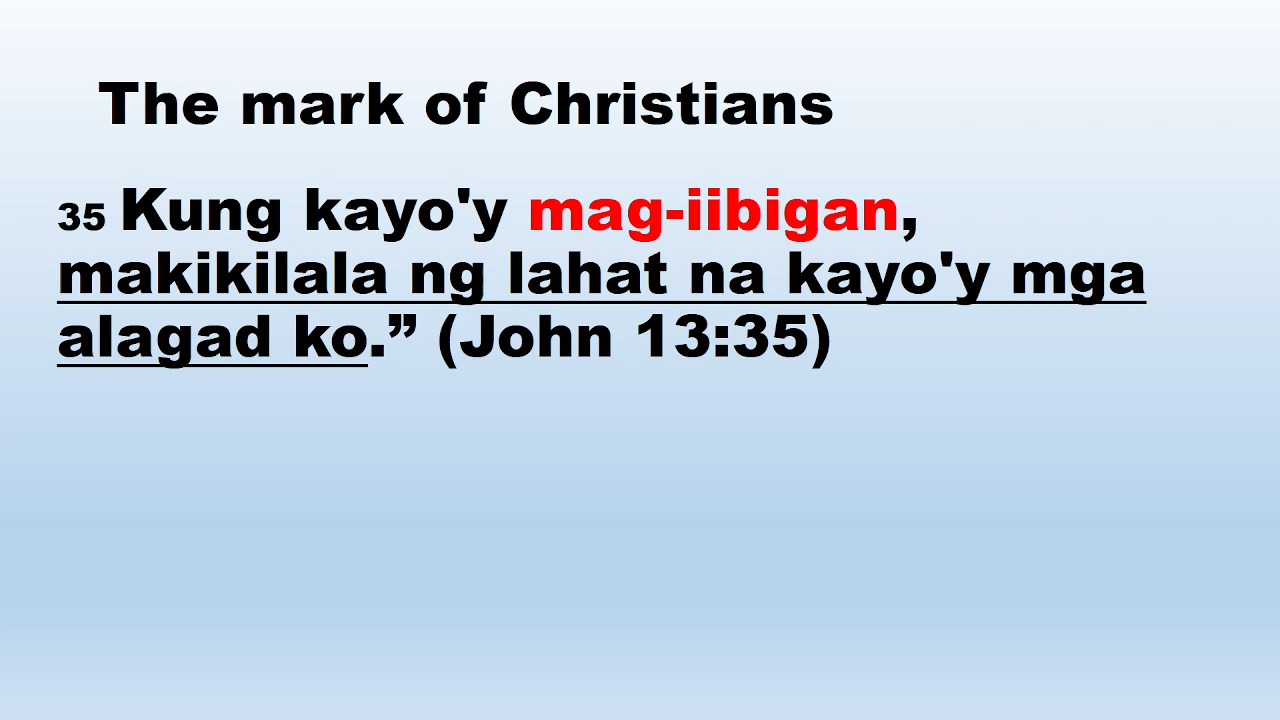 The mark of Christians
35 Kung kayo'y mag-iibigan,
makikilala ng lahat na kayo'y mga
alagad ko.” (John 13:35)